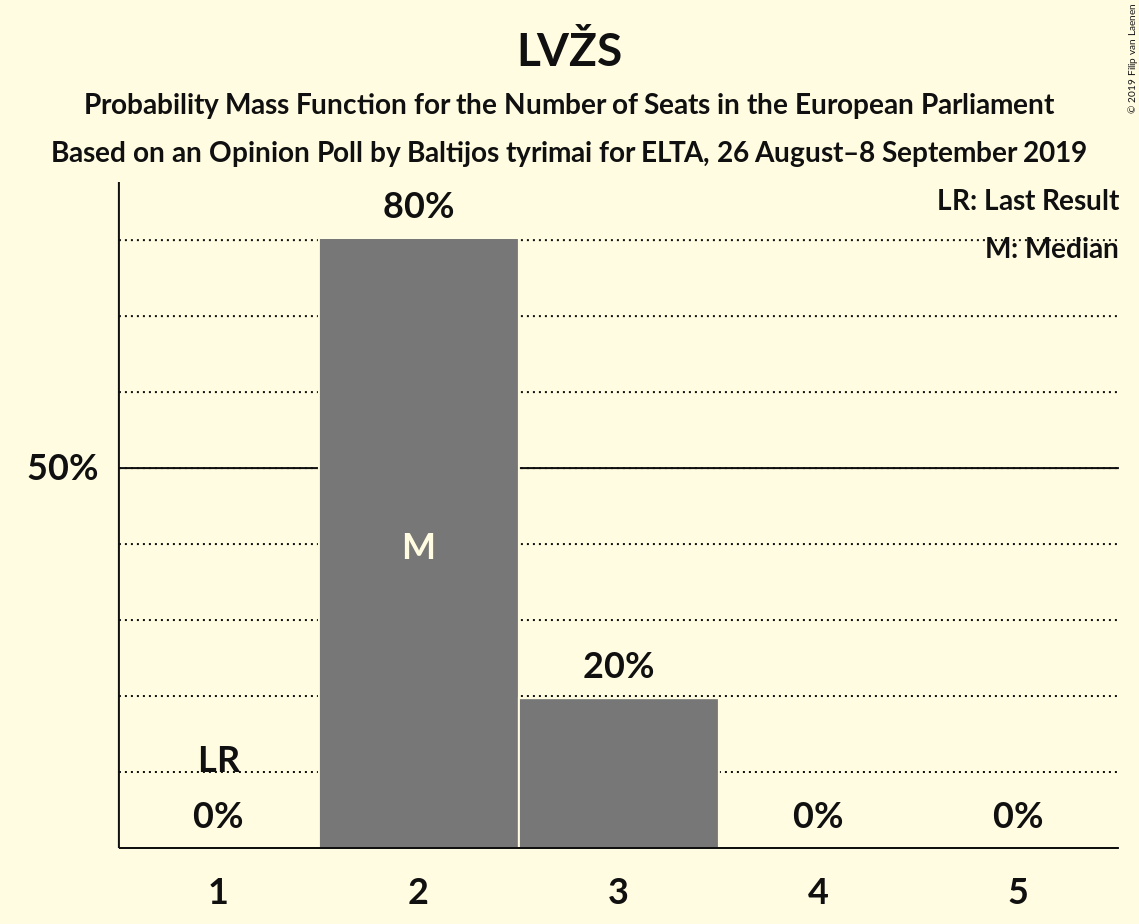 LVŽS
Probability Mass Function for the Number of Seats in the European Parliament
Based on an Opinion Poll by Baltijos tyrimai for ELTA, 26 August–8 September 2019
© 2019 Filip van Laenen
LR: Last Result
M: Median
80%
50%
M
20%
LR
0%
0%
0%
1
2
3
4
5